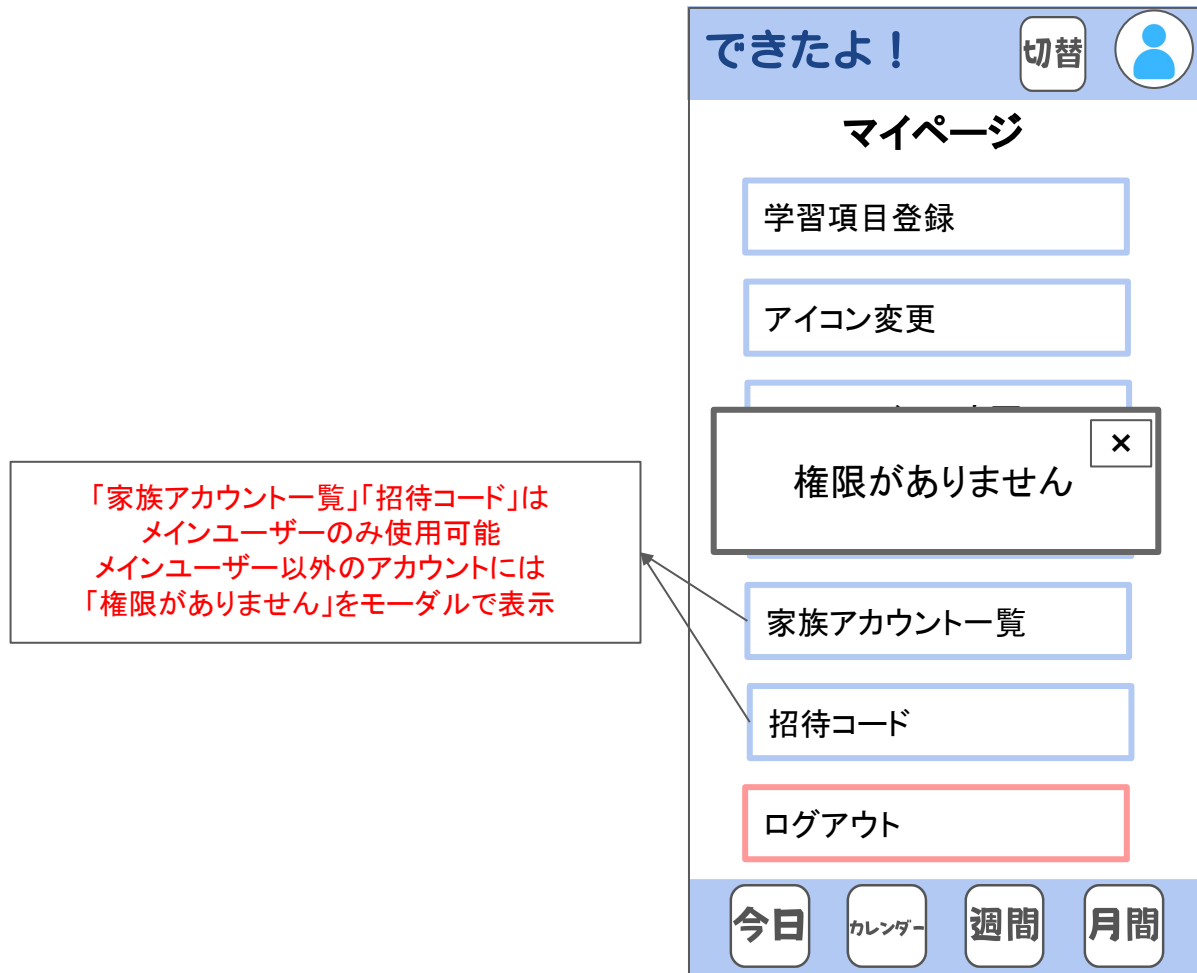 できたよ！
切替
マイページ
学習項目登録
アイコン変更
×
権限がありません
「家族アカウント一覧」「招待コード」は
メインユーザーのみ使用可能
メインユーザー以外のアカウントには
「権限がありません」をモーダルで表示
家族アカウント一覧
招待コード
ログアウト
今日
カレンダー
週間
月間